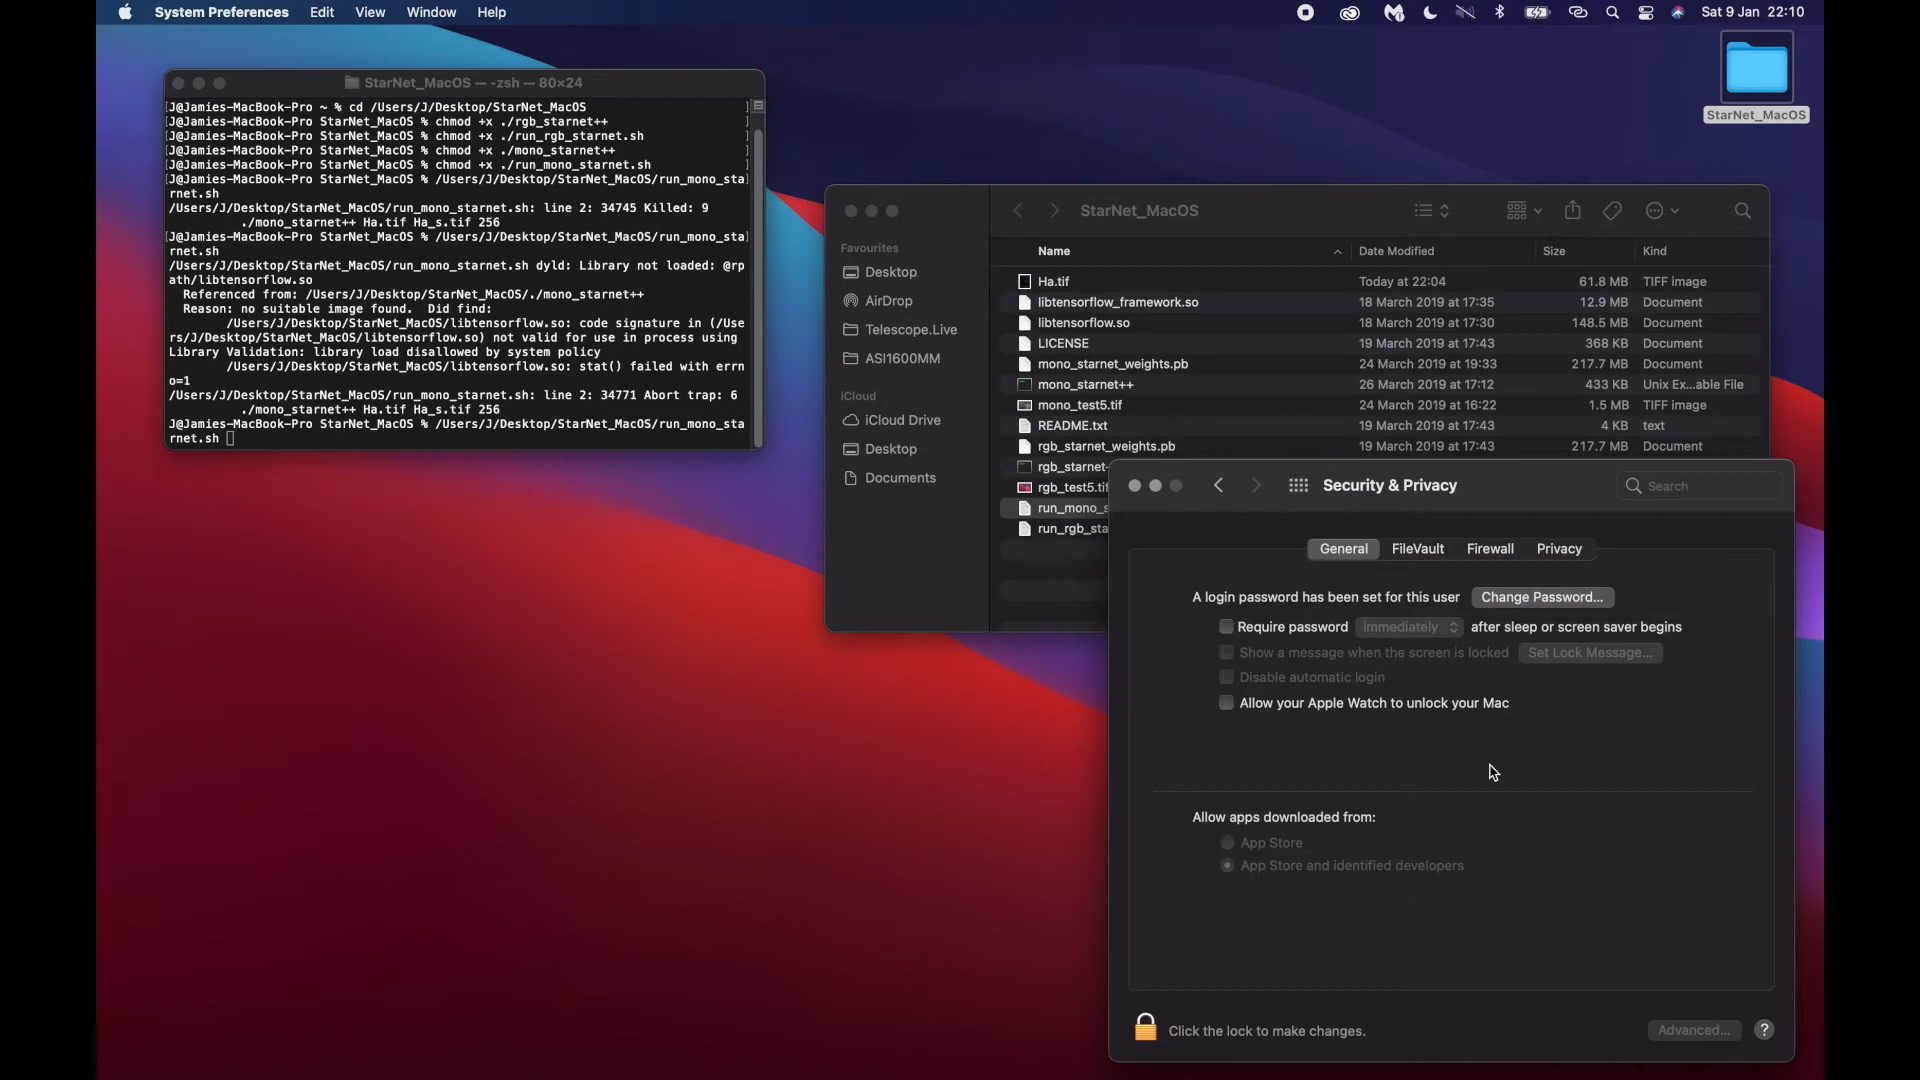 System Preferences Edit View Window Help
Sat 9 Jan 22:10
StarNet_MacOS
StarNet_MacOS — -zsh — 80×24
[J@Jamies-MacBook-Pro ~ % cd /Users/J/Desktop/StarNet_MacOS ]
[J@Jamies-MacBook-Pro StarNet_MacOS % chmod +x ./rgb_starnet++ ]
[J@Jamies-MacBook-Pro StarNet_MacOS % chmod +x ./run_rgb_starnet.sh ]
[J@Jamies-MacBook-Pro StarNet_MacOS % chmod +x ./mono_starnet++ ]
[J@Jamies-MacBook-Pro StarNet_MacOS % chmod +x ./run_mono_starnet.sh ]
[J@Jamies-MacBook-Pro StarNet_MacOS % /Users/J/Desktop/StarNet_MacOS/run_mono_sta]
rnet.sh
/Users/J/Desktop/StarNet_MacOS/run_mono_starnet.sh: line 2: 34745 Killed: 9
./mono_starnet++ Ha.tif Ha_s.tif 256
[J@Jamies-MacBook-Pro StarNet_MacOS % /Users/J/Desktop/StarNet_MacOS/run_mono_sta]
rnet.sh
/Users/J/Desktop/StarNet_MacOS/run_mono_starnet.sh dyld: Library not loaded: @rp
ath/libtensorflow.so
Referenced from: /Users/J/Desktop/StarNet_MacOS/./mono_starnet++
Reason: no suitable image found. Did find:
/Users/J/Desktop/StarNet_MacOS/libtensorflow.so: code signature in (/Use
rs/J/Desktop/StarNet_MacOS/libtensorflow.so) not valid for use in process using
Library Validation: library load disallowed by system policy
/Users/J/Desktop/StarNet_MacOS/libtensorflow.so: stat() failed with errn
o=1
/Users/J/Desktop/StarNet_MacOS/run_mono_starnet.sh: line 2: 34771 Abort trap: 6
./mono_starnet++ Ha.tif Ha_s.tif 256
J@Jamies-MacBook-Pro StarNet_MacOS % /Users/J/Desktop/StarNet_MacOS/run_mono_sta
rnet.sh
StarNet_MacOS
Favourites
Desktop
AirDrop
Telescope.Live
ASI1600MM
iCloud
iCloud Drive
Desktop
Documents
Name Date Modified Size Kind
Ha.tif Today at 22:04 61.8 MB TIFF image
libtensorflow_framework.so 18 March 2019 at 17:35 12.9 MB Document
libtensorflow.so 18 March 2019 at 17:30 148.5 MB Document
LICENSE 19 March 2019 at 17:43 368 KB Document
mono_starnet_weights.pb 24 March 2019 at 19:33 217.7 MB Document
mono_starnet++ 26 March 2019 at 17:12 433 KB Unix Ex...able File
mono_test5.tif 24 March 2019 at 16:22 1.5 MB TIFF image
README.txt 19 March 2019 at 17:43 4 KB text
rgb_starnet_weights.pb 19 March 2019 at 17:43 217.7 MB Document
rgb_starnet
rgb_test5.tif
run_mono_s
run_rgb_sta
Security & Privacy
Search
General FileVault Firewall Privacy
A login password has been set for this user Change Password...
Require password immediately after sleep or screen saver begins
Show a message when the screen is locked Set Lock Message...
Disable automatic login
Allow your Apple Watch to unlock your Mac
Allow apps downloaded from:
App Store
App Store and identified developers
Click the lock to make changes.
Advanced... ?